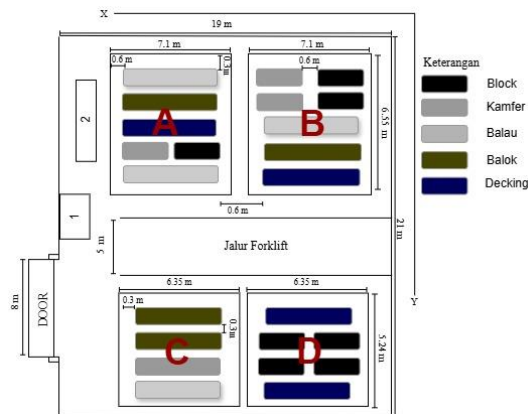 X
19 m
7.1 m
7.1 m
0.6 m
0.3 m
0.6 m
Keterangan
Block
Kamfer
Balau
Balok
Decking
2
A
B
6.55 m
1
0.6 m
21 m
5 m
Jalur Forklift
8 m
DOOR
6.35 m
6.35 m
Y
0.3 m
0.3m
C
D
5.24 m